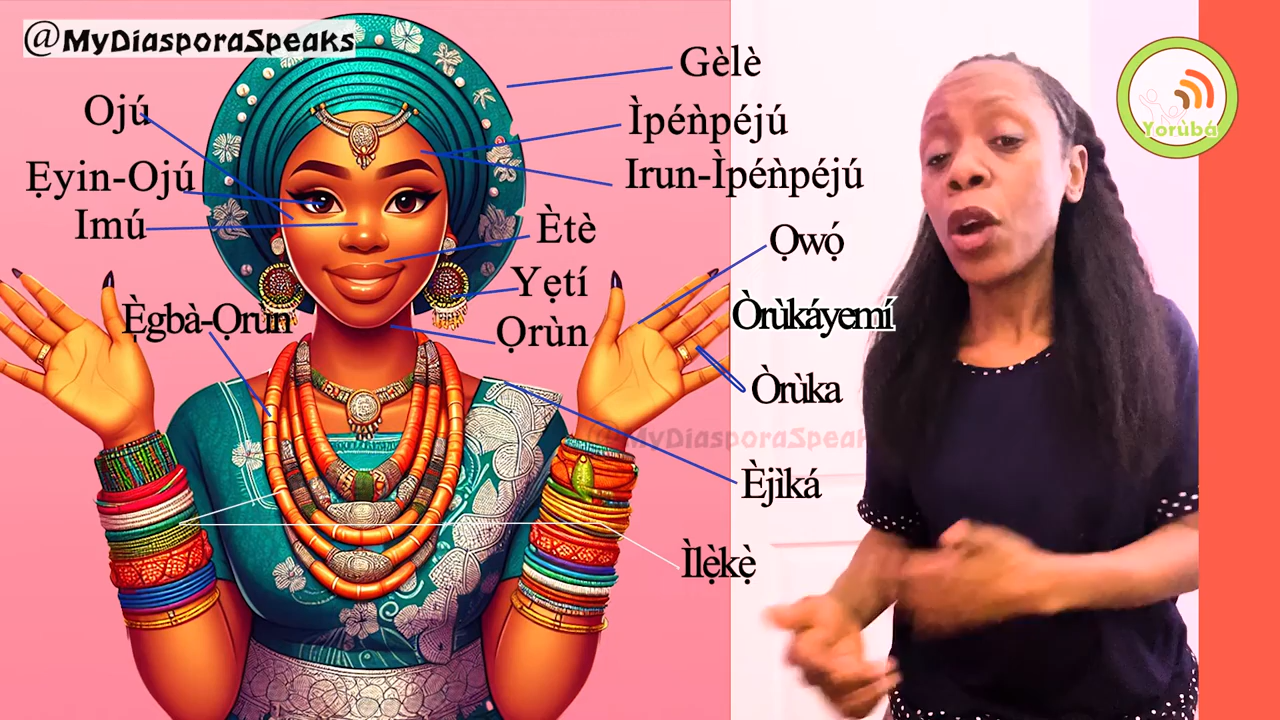 @MyDiasporaSpeaks
Gèlè
Ojú
Ìpéǹpéjú
Ẹyin-Ojú
Irun-Ìpéǹpéjú
Imú
Ètè
Ọwọ́
Yẹtí
Ẹ̀gbà-Ọrùn
Ọrùn
Òrùkáyemí
Òrùka
Èjìká
Ìlẹ̀kẹ̀
Yorùbá
@MyDiasporaSpeak